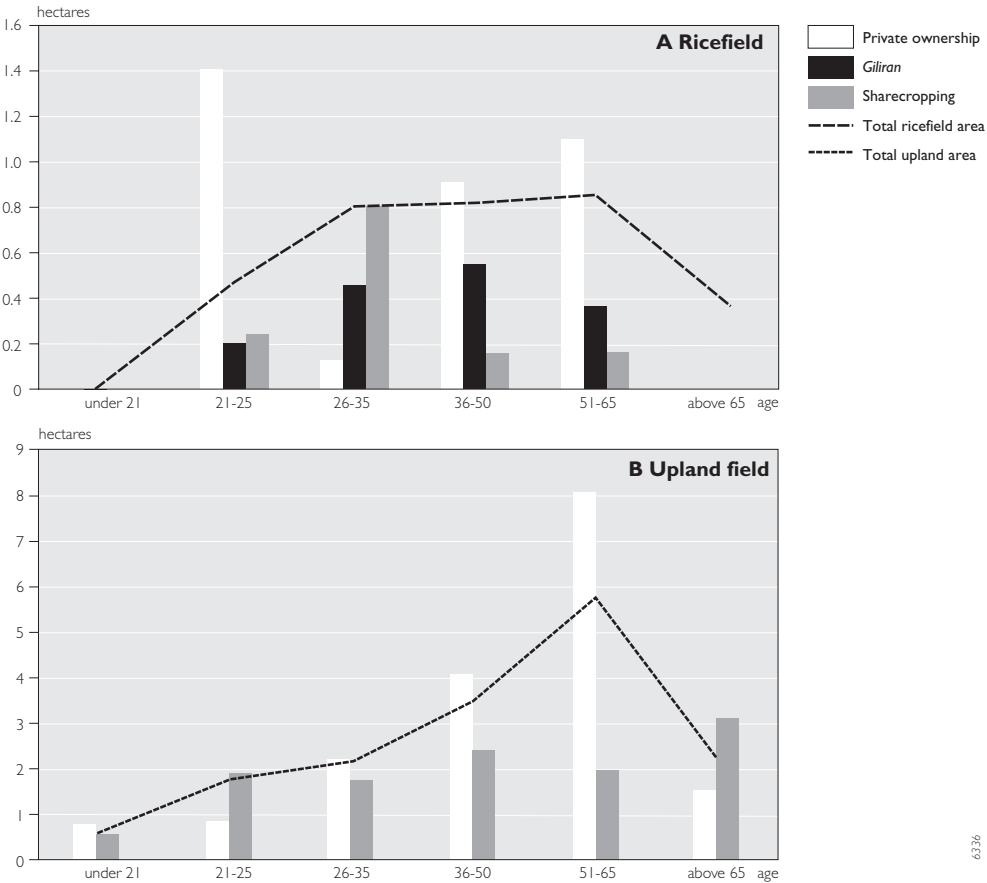 hectares
1.6
A Ricefield
1.4
1.2
1.0
0.8
0.6
0.4
0.2
0
under 21 21-25 26-35 36-50 51-65 above 65 age
Private ownership
Giliran
Sharecropping
Total ricefield area
Total upland area
hectares
9
B Upland field
8
7
6
5
4
3
2
1
0
under 21 21-25 26-35 36-50 51-65 above 65 age
6336